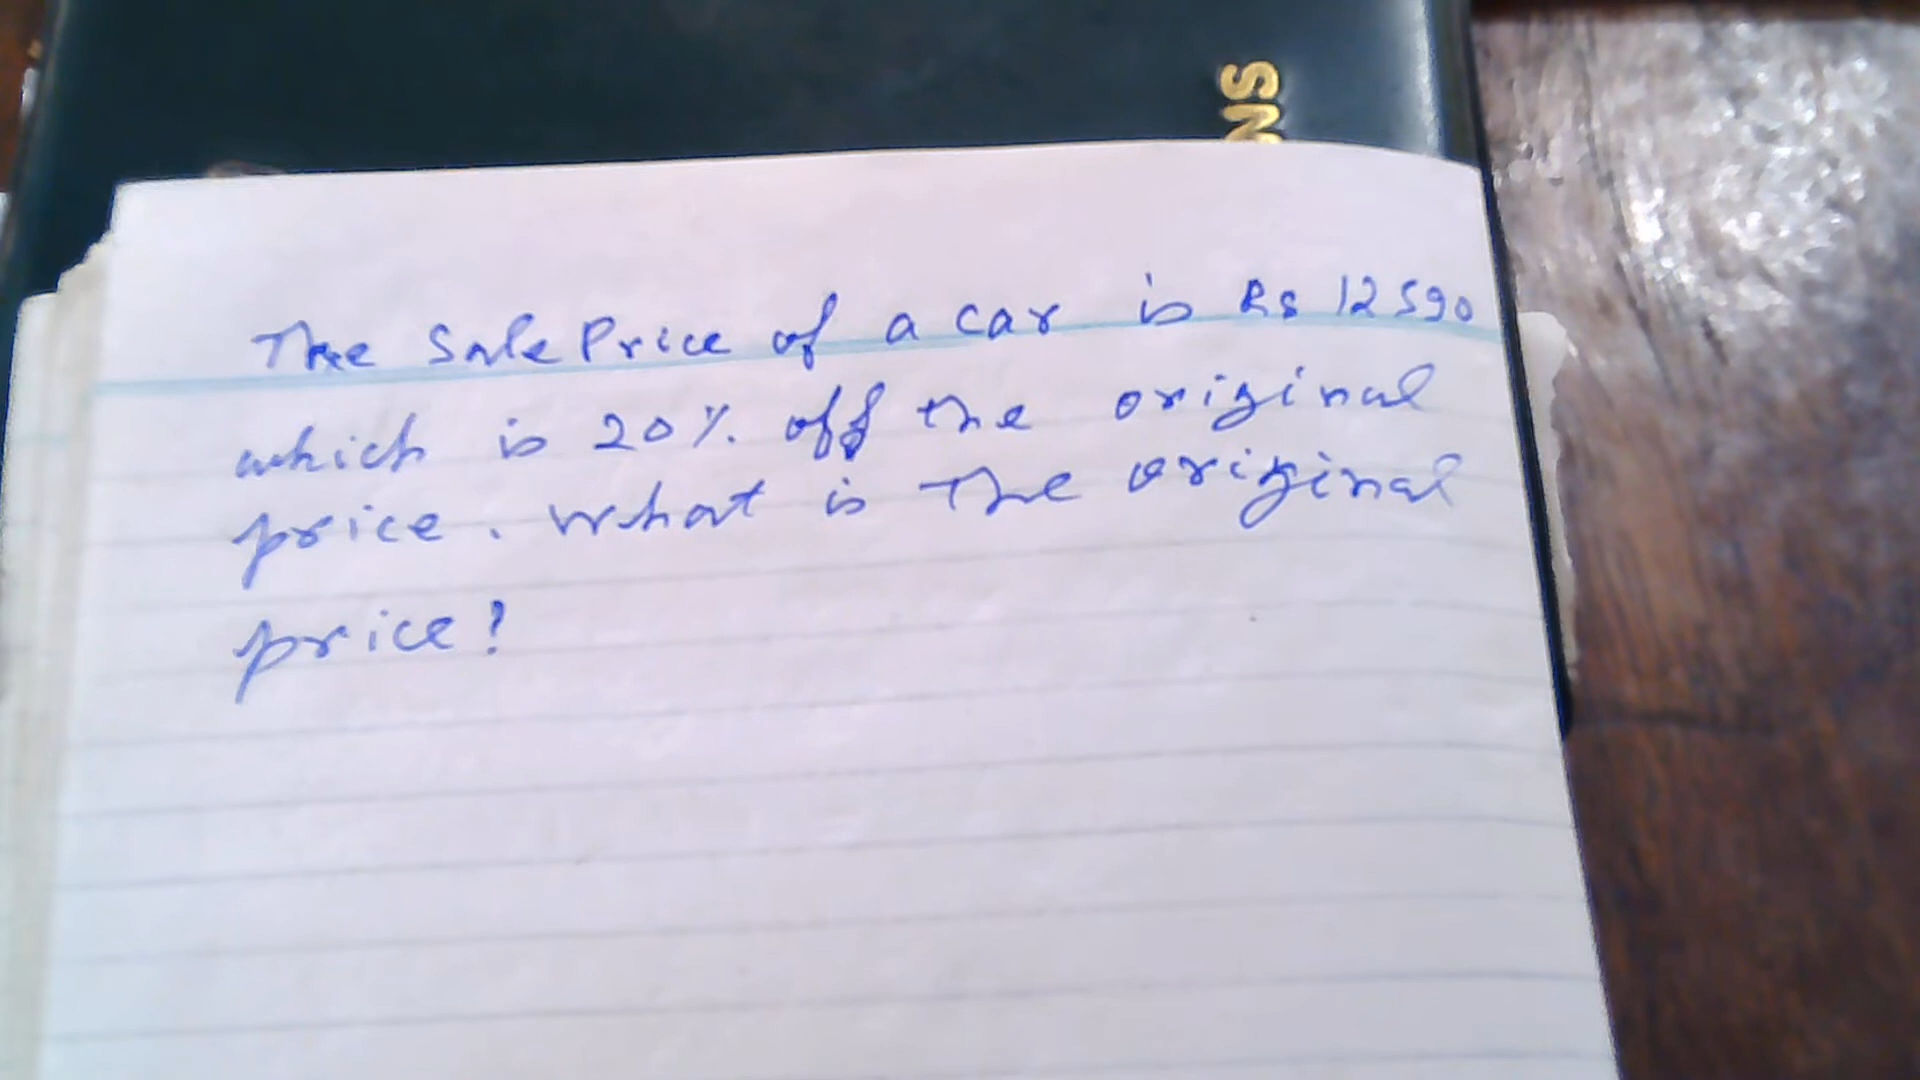 NS
The Sale Price of a car is Rs 12590
which is 20% off the original
price. What is the original
price?